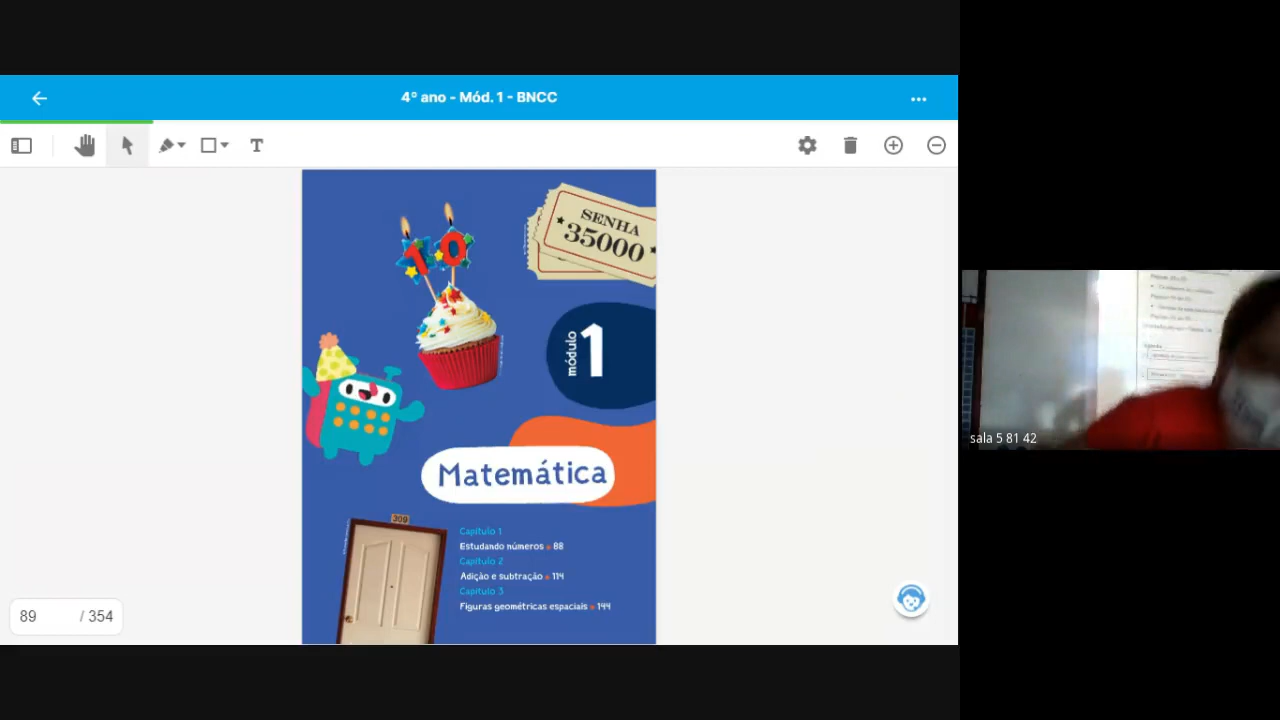 4º ano - Mód. 1 - BNCC
T
SENHA
35000
10
módulo
1
Matemática
309
Capítulo 1
Estudando números • 88
Capítulo 2
Adição e subtração • 114
Capítulo 3
Figuras geométricas espaciais • 144
89 / 354
sala 5 81 42